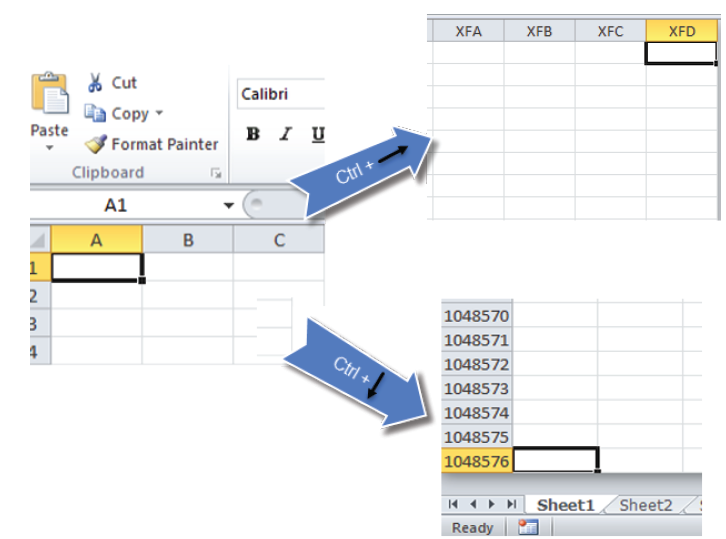 Cut
Copy
Paste
Format Painter
Clipboard
Calibri
B I U
A1
A B C
1
2
3
4
Ctrl +
XFA XFB XFC XFD
Ctrl +
1048570
1048571
1048572
1048573
1048574
1048575
1048576
Sheet1 Sheet2
Ready